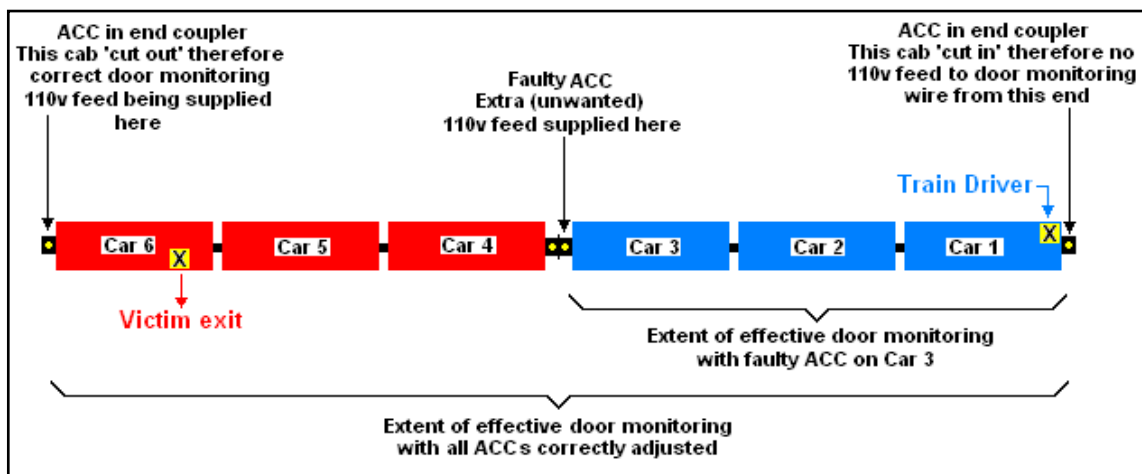 ACC in end coupler
This cab 'cut out' therefore
correct door monitoring
110v feed being supplied
here
Faulty ACC
Extra (unwanted)
110v feed supplied here
ACC in end coupler
This cab 'cut in' therefore no
110v feed to door monitoring
wire from this end
Train Driver
Car 6
Car 5
Car 4
Car 3
Car 2
Car 1
X
X
Victim exit
Extent of effective door monitoring
with faulty ACC on Car 3
Extent of effective door monitoring
with all ACCs correctly adjusted